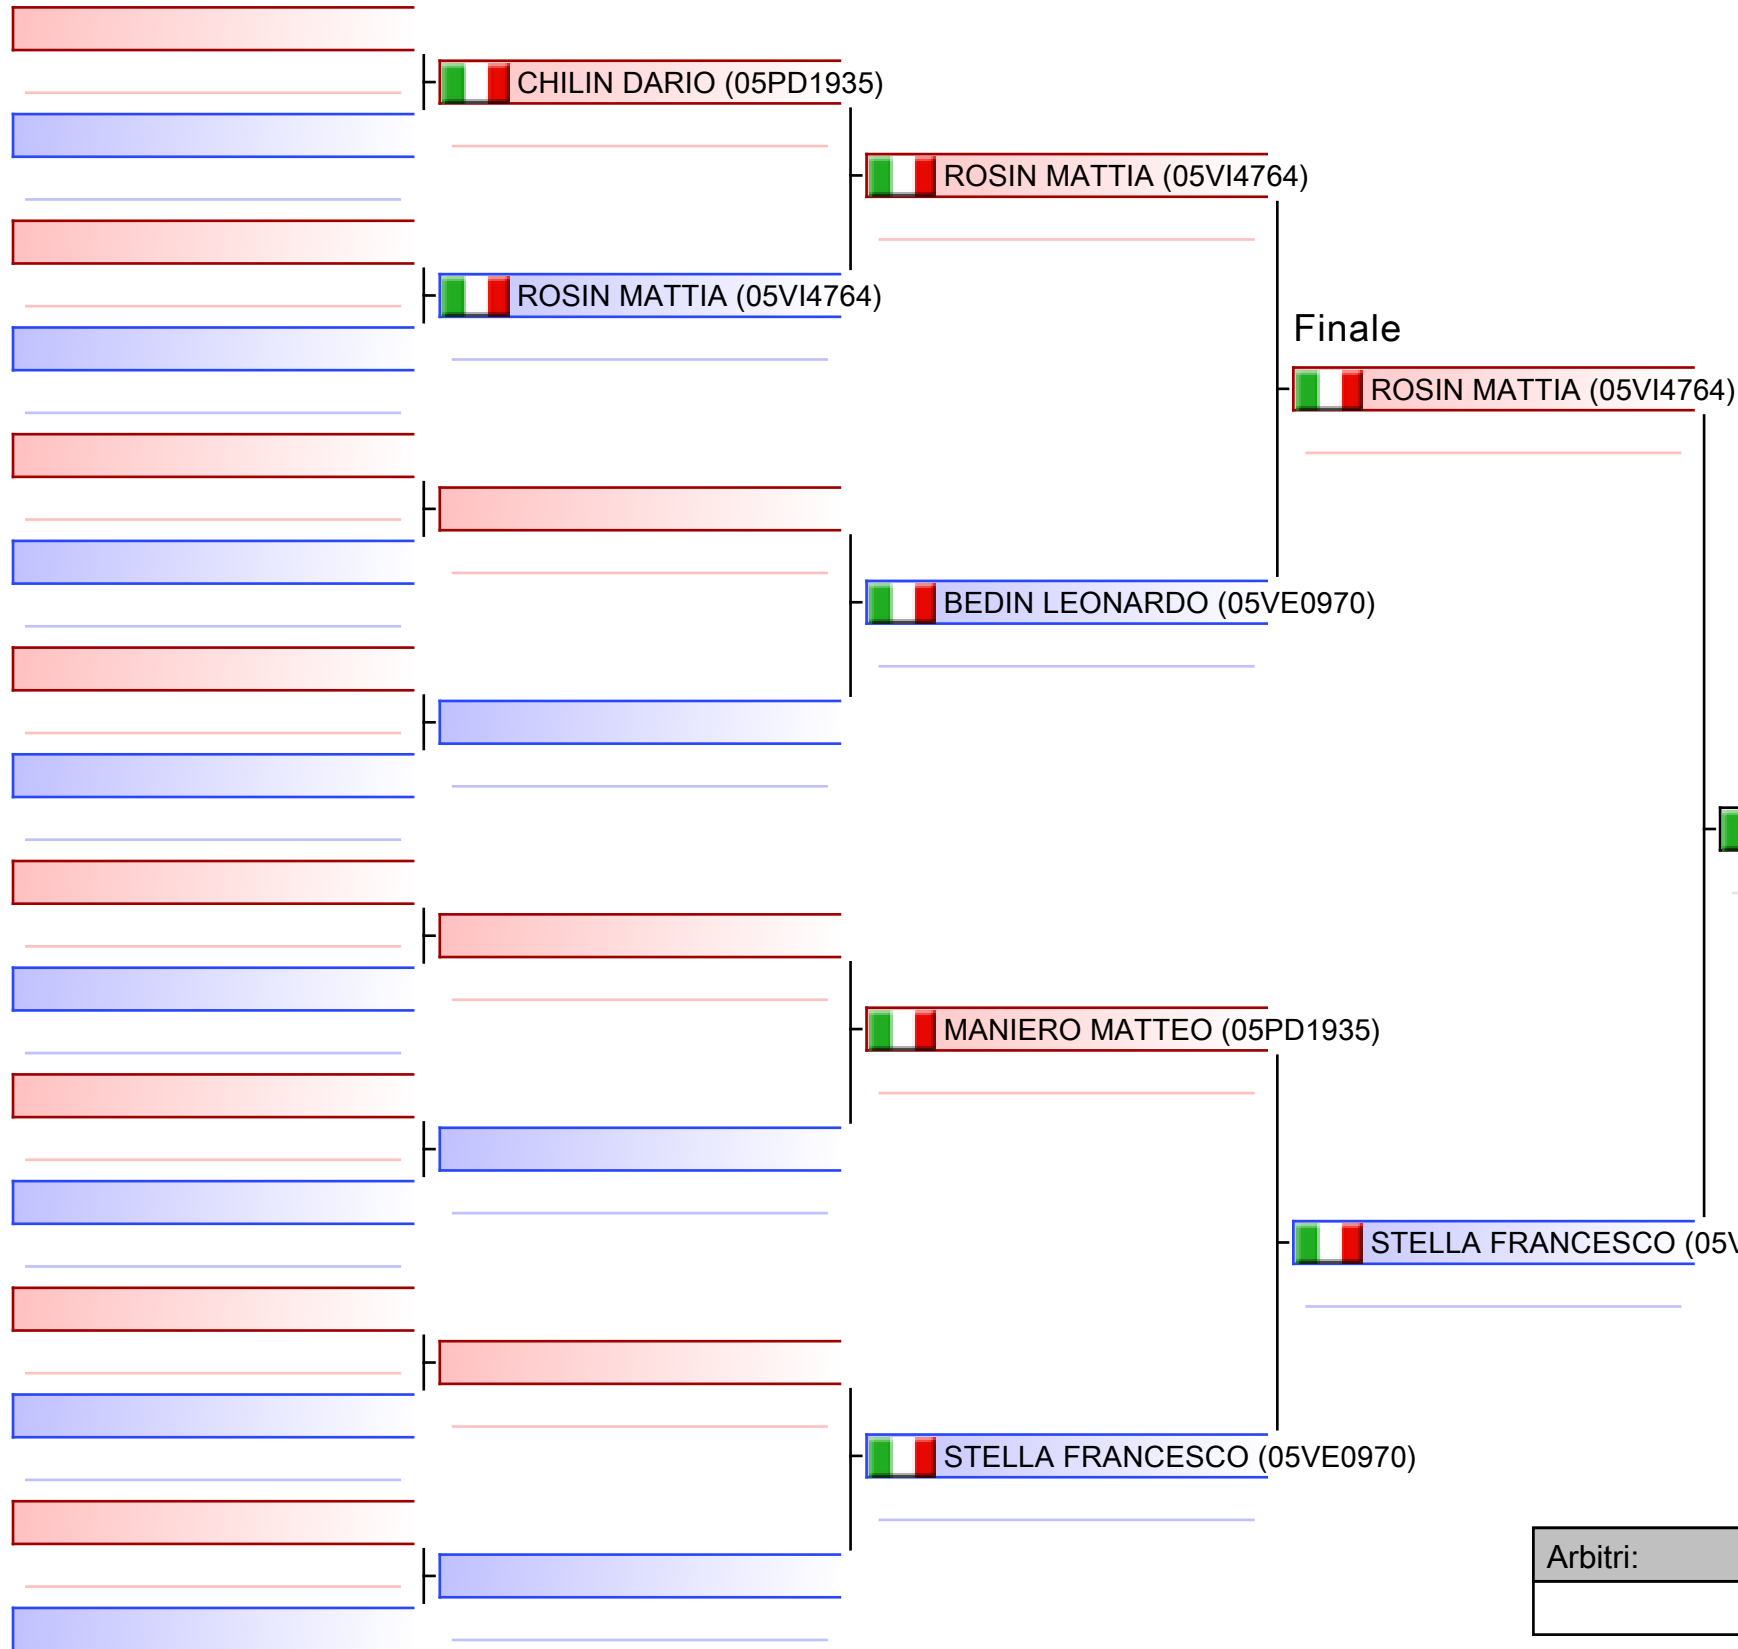 CHILIN DARIO (05PD1935)
ROSIN MATTIA (05VI4764)
ROSIN MATTIA (05VI4764)
Finale
ROSIN MATTIA (05VI4764)
BEDIN LEONARDO (05VE0970)
MANIERO MATTEO (05PD1935)
STELLA FRANCESCO (05V
STELLA FRANCESCO (05VE0970)
Arbitri: